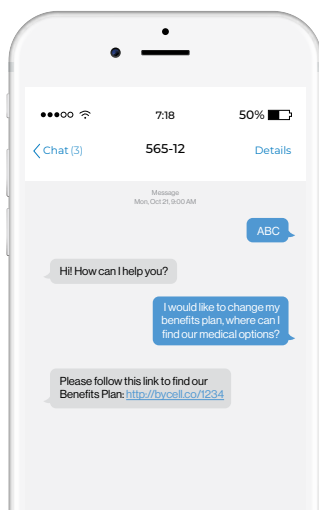 7:18
50%
Chat (3)
565-12
Details
Message
Mon, Oct 21, 9:00 AM
ABC
Hi! How can I help you?
I would like to change my
benefits plan, where can I
find our medical options?
Please follow this link to find our
Benefits Plan: http://bycell.co/1234